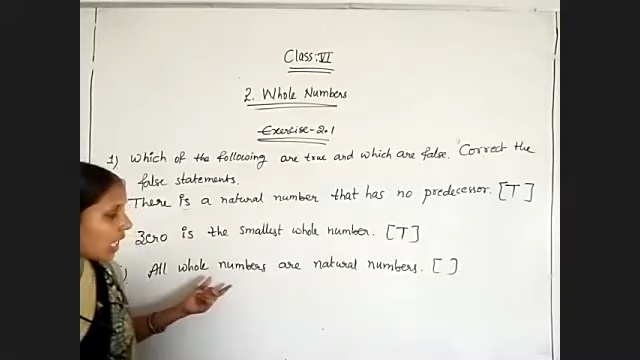 Class:VI
2. Whole Numbers
Exercise-2.1
1) Which of the following are true and which are false. Correct the
false statements.
There is a natural number that has no predecessor. [T]
Zero is the smallest whole number. [T]
) All whole numbers are natural numbers. [ ]